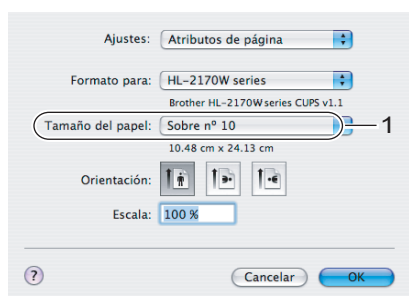 Ajustes: Atributos de página
Formato para: HL-2170W series
Brother HL-2170W series CUPS v1.1
Tamaño del papel: Sobre nº 10 1
10.48 cm x 24.13 cm
Orientación:
Escala: 100 %
? Cancelar OK